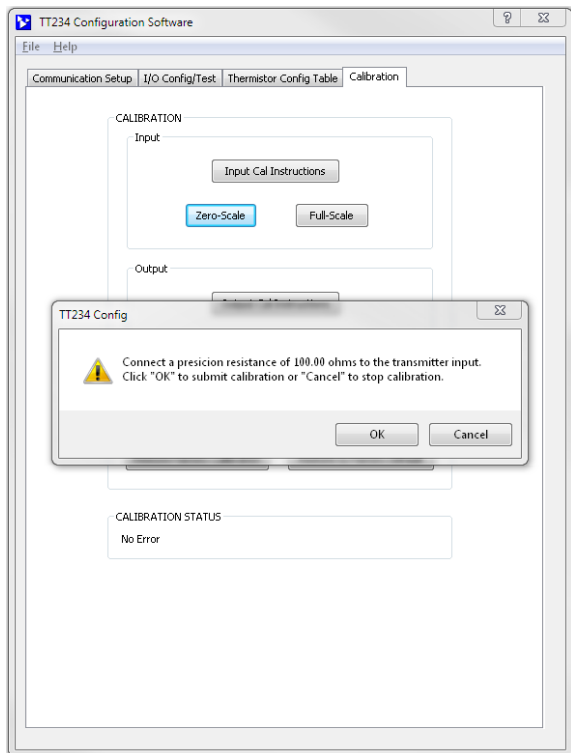 TT234 Configuration Software
File Help
Communication Setup I/O Config/Test Thermistor Config Table Calibration
CALIBRATION
Input
Input Cal Instructions
Zero-Scale Full-Scale
Output
TT234 Config
Connect a presicion resistance of 100.00 ohms to the transmitter input.
Click "OK" to submit calibration or "Cancel" to stop calibration.
OK Cancel
CALIBRATION STATUS
No Error